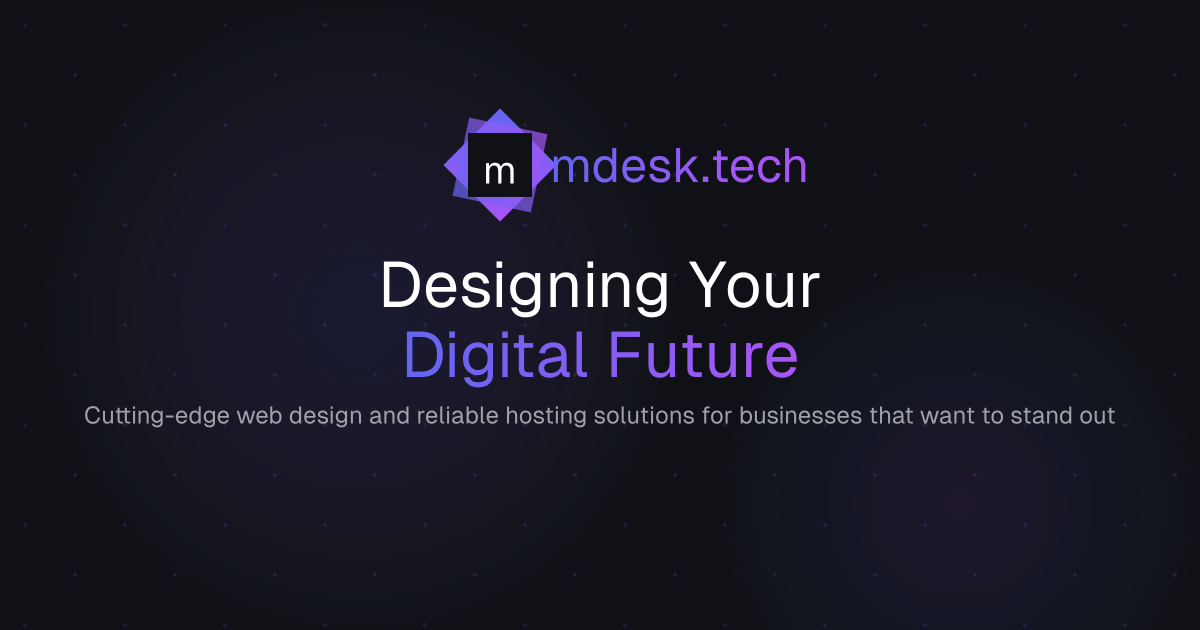 m
mdesk.tech
Designing Your
Digital Future
Cutting-edge web design and reliable hosting solutions for businesses that want to stand out